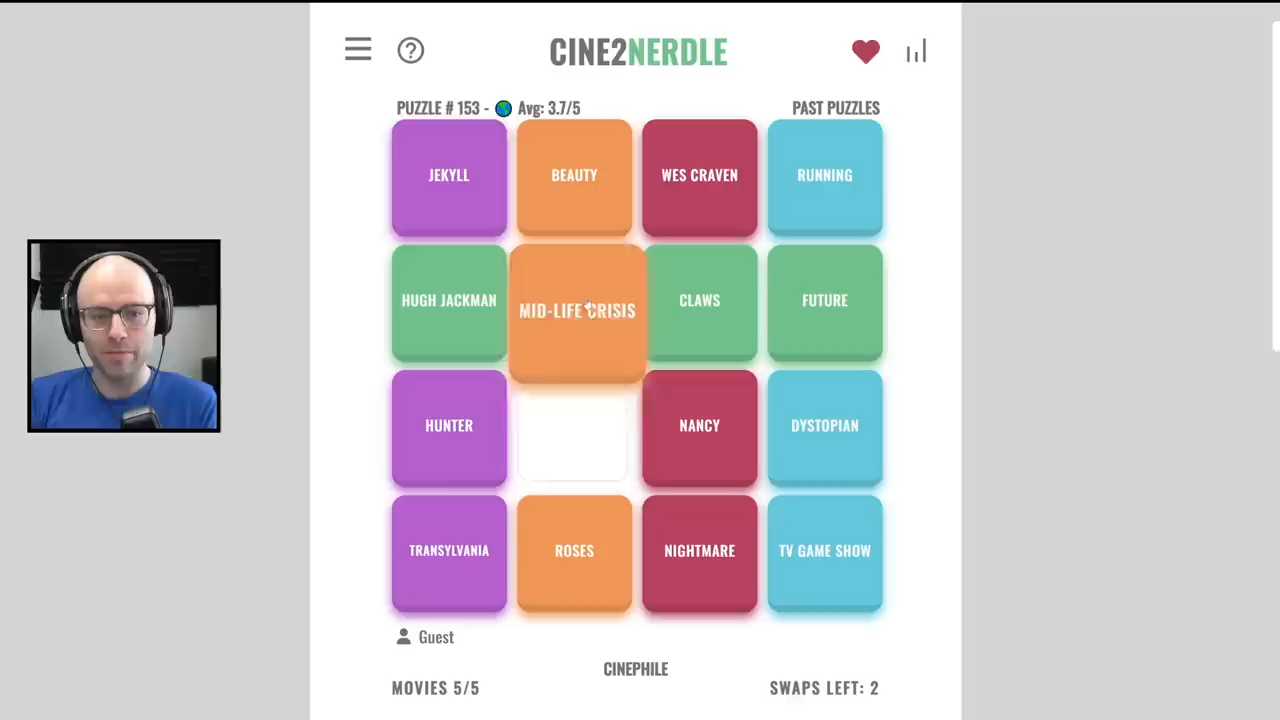 CINE2NERDLE
PUZZLE # 153 - Avg: 3.7/5
PAST PUZZLES
JEKYLL
BEAUTY
WES CRAVEN
RUNNING
HUGH JACKMAN
MID-LIFE CRISIS
CLAWS
FUTURE
HUNTER
NANCY
DYSTOPIAN
TRANSYLVANIA
ROSES
NIGHTMARE
TV GAME SHOW
Guest
CINEPHILE
MOVIES 5/5
SWAPS LEFT: 2